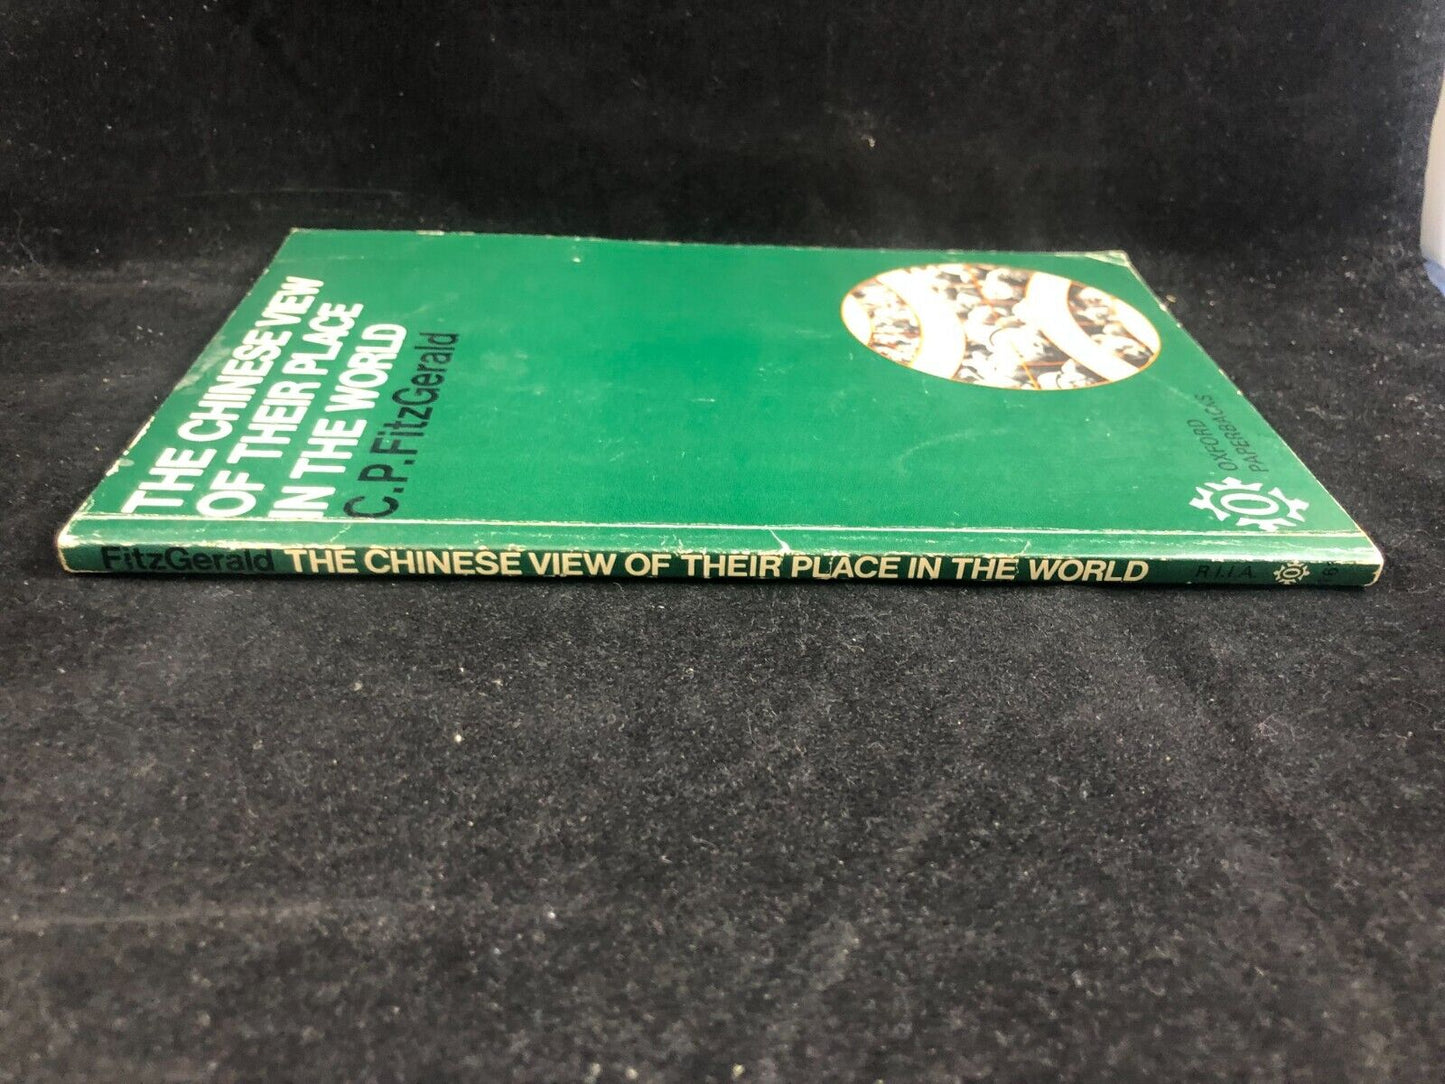 THE CHINESE VIEW
OF THEIR PLACE
IN THE WORLD
C.P.FitzGerald
OXFORD
PAPERBACKS
O
FitzGerald THE CHINESE VIEW OF THEIR PLACE IN THE WORLD R.I.I.A. O